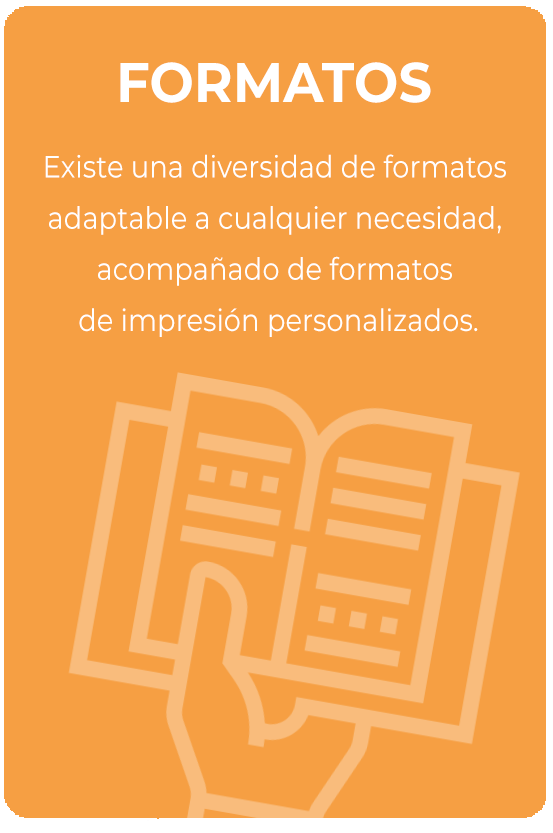 FORMATOS
Existe una diversidad de formatos
adaptable a cualquier necesidad,
acompañado de formatos
de impresión personalizados.